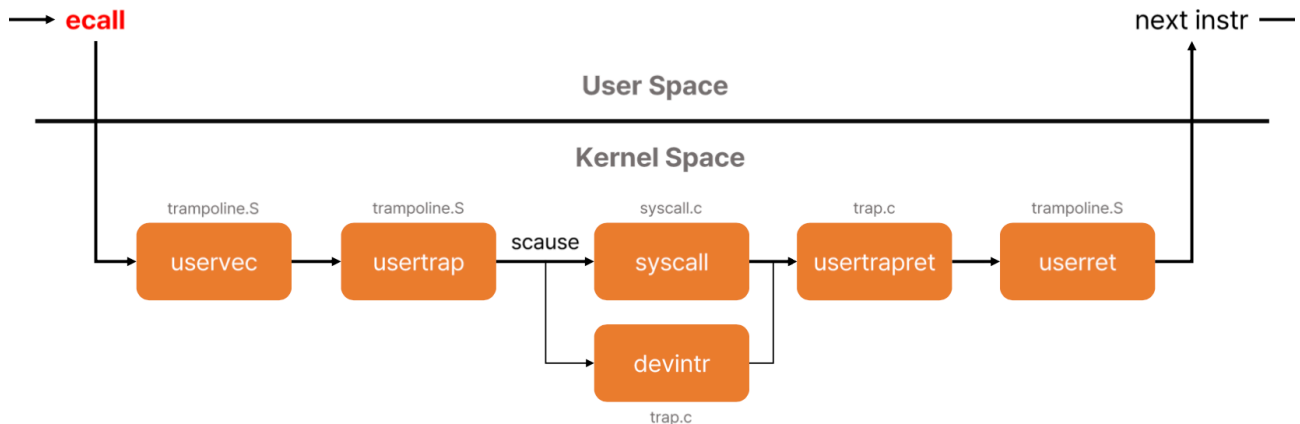 ecall
next instr
User Space
Kernel Space
trampoline.S
trampoline.S
syscall.c
trap.c
trampoline.S
uservec
usertrap
scause
syscall
usertrapret
userret
devintr
trap.c